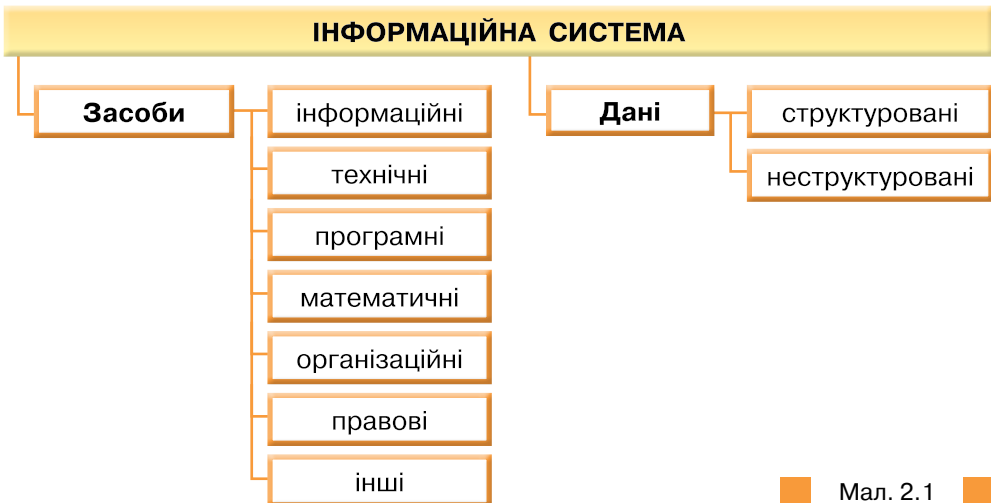 ІНФОРМАЦІЙНА СИСТЕМА
Засоби
інформаційні
технічні
програмні
математичні
організаційні
правові
інші
Дані
структуровані
неструктуровані
Мал. 2.1